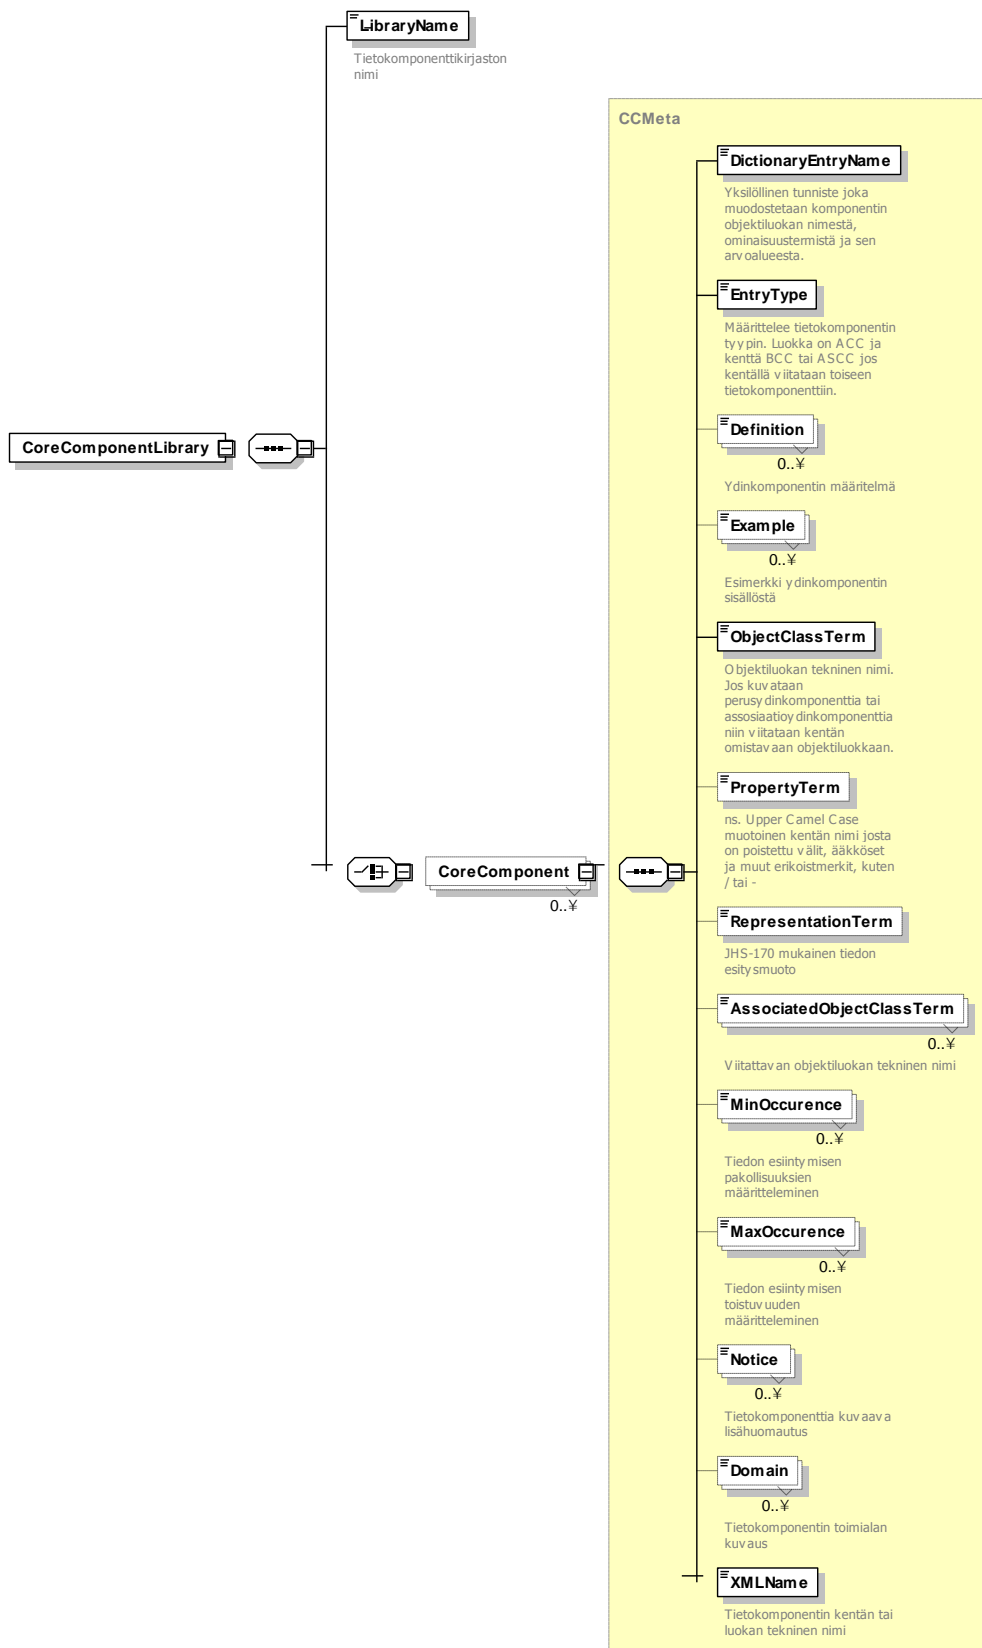 LibraryName
Tietokomponenttikirjaston
nimi
CCMeta
DictionaryEntryName
Yksilöllinen tunniste joka
muodostetaan komponentin
objektiluokan nimestä,
ominaisuustermistä ja sen
arvoalueesta.
EntryType
Määrittelee tietokomponentin
tyypin. Luokka on ACC ja
kenttä BCC tai ASCC jos
kentällä viitataan toiseen
tietokomponenttiin.
CoreComponentLibrary
Definition
0..¥
Ydinkomponentin määritelmä
Example
0..¥
Esimerkki ydinkomponentin
sisällöstä
ObjectClassTerm
Objektiluokan tekninen nimi.
Jos kuvataan
perusydinkomponenttia tai
assosiaatioydinkomponenttia
niin viitataan kentän
omistavaan objektiluokkaan.
PropertyTerm
ns. Upper Camel Case
muotoinen kentän nimi josta
on poistettu välit, ääkköset
ja muut erikoistmerkit, kuten
/ tai -
CoreComponent
0..¥
RepresentationTerm
JHS-170 mukainen tiedon
esitysmuoto
AssociatedObjectClassTerm
0..¥
Viitattavan objektiluokan tekninen nimi
MinOccurence
0..¥
Tiedon esiintymisen
pakollisuuksien
määritteleminen
MaxOccurence
0..¥
Tiedon esiintymisen
toistuvuuden
määritteleminen
Notice
0..¥
Tietokomponenttia kuvaava
lisähuomautus
Domain
0..¥
Tietokomponentin toimialan
kuvaus
XMLName
Tietokomponentin kentän tai
luokan tekninen nimi